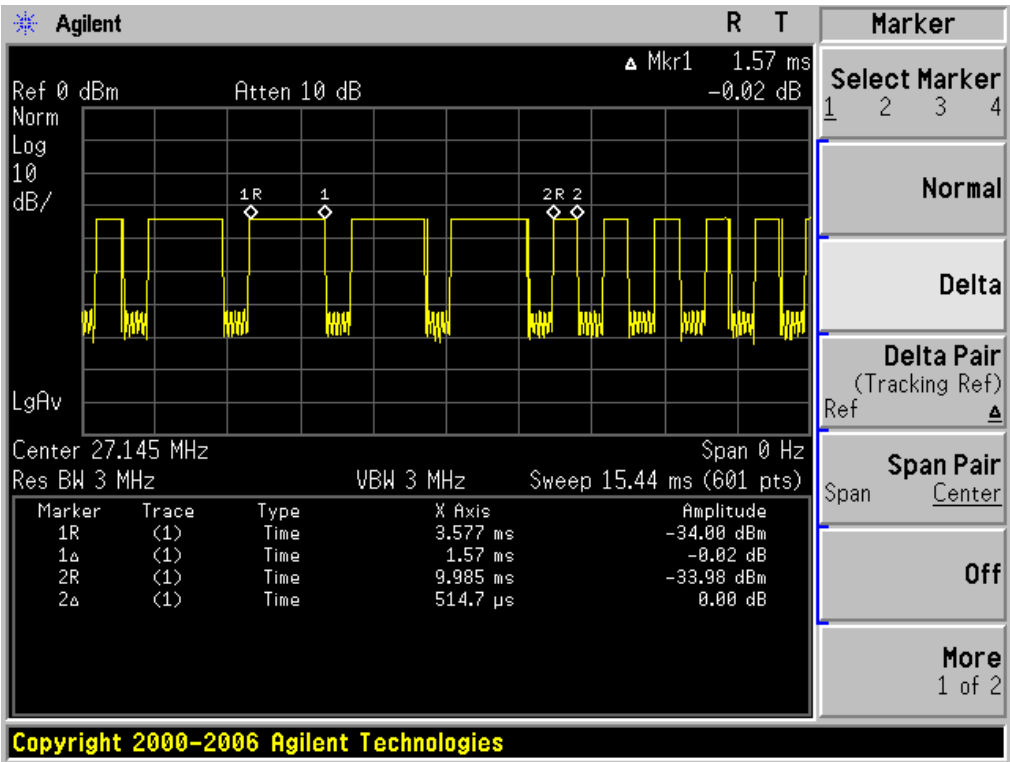 Agilent R T
Δ Mkr1 1.57 ms
Ref 0 dBm Atten 10 dB -0.02 dB
Norm
Log
10
dB/
1R 1 2R 2
LgAv
Center 27.145 MHz Span 0 Hz
Res BW 3 MHz VBW 3 MHz Sweep 15.44 ms (601 pts)
Marker Trace Type X Axis Amplitude
1R (1) Time 3.577 ms -34.00 dBm
1Δ (1) Time 1.57 ms -0.02 dB
2R (1) Time 9.985 ms -33.98 dBm
2Δ (1) Time 514.7 µs 0.00 dB
Copyright 2000-2006 Agilent Technologies
Marker
Select Marker
1 2 3 4
Normal
Delta
Delta Pair
(Tracking Ref)
Ref Δ
Span Pair
Span Center
Off
More
1 of 2